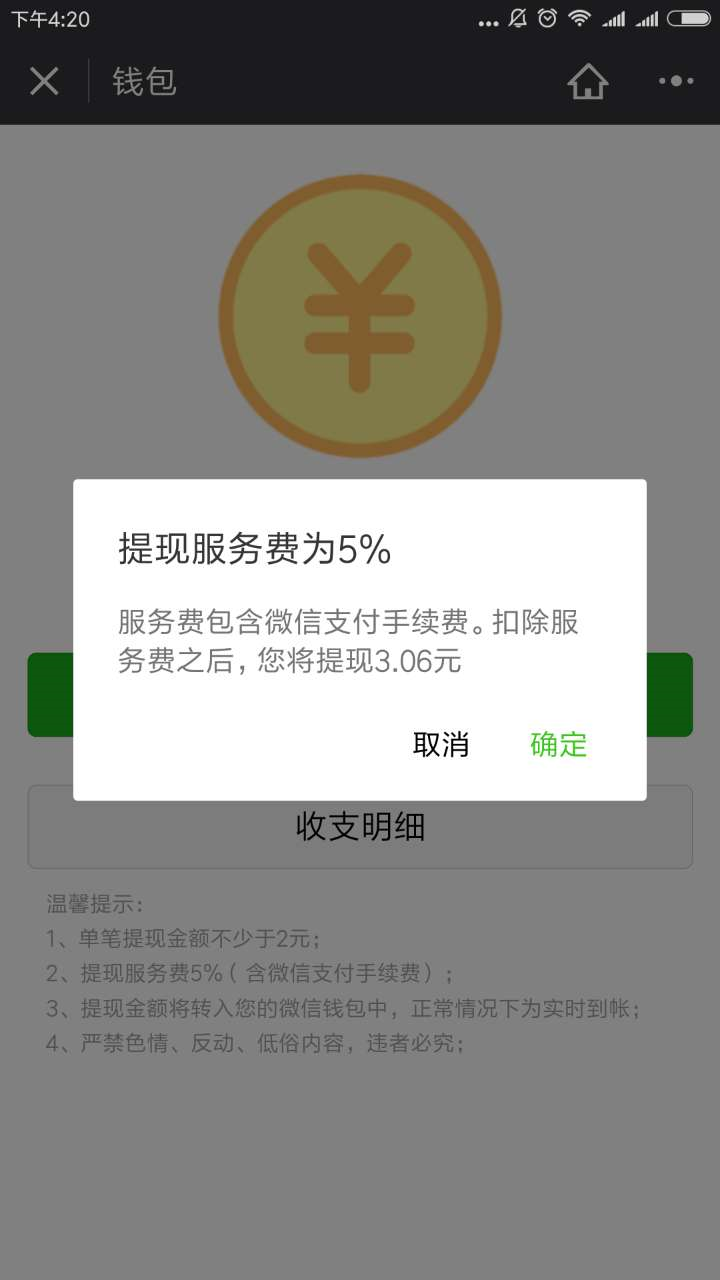 下午4:20
钱包
提现服务费为5%
服务费包含微信支付手续费。扣除服
务费之后，您将提现3.06元
取消 确定
收支明细
温馨提示：
1、单笔提现金额不少于2元；
2、提现服务费5%（含微信支付手续费）；
3、提现金额将转入您的微信钱包中，正常情况下为实时到帐；
4、严禁色情、反动、低俗内容，违者必究；